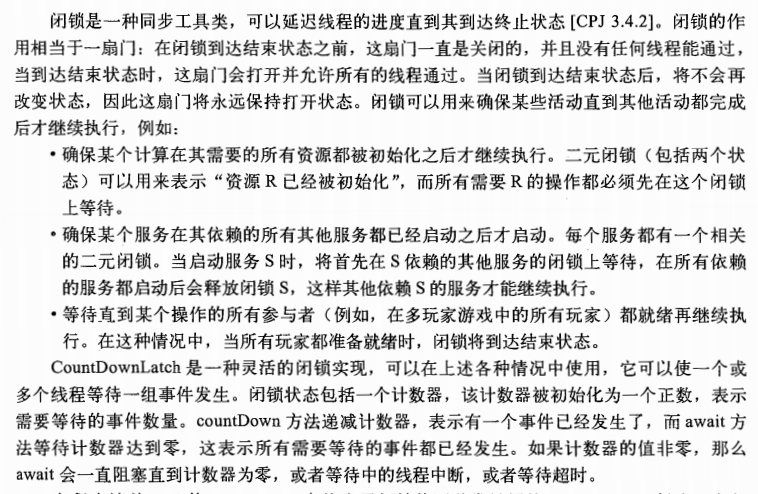 闭锁是一种同步工具类，可以延迟线程的进度直到其到达终止状态 [CPJ 3.4.2]。闭锁的作
用相当于一扇门：在闭锁到达结束状态之前，这扇门一直是关闭的，并且没有任何线程能通过，
当到达结束状态时，这扇门会打开并允许所有的线程通过。当闭锁到达结束状态后，将不会再
改变状态，因此这扇门将永远保持打开状态。闭锁可以用来确保某些活动直到其他活动都完成
后才继续执行，例如：
• 确保某个计算在其需要的所有资源都被初始化之后才继续执行。二元闭锁（包括两个状
态）可以用来表示“资源 R 已经被初始化”，而所有需要 R 的操作都必须先在这个闭锁
上等待。
• 确保某个服务在其依赖的所有其他服务都已经启动之后才启动。每个服务都有一个相关
的二元闭锁。当启动服务 S 时，将首先在 S 依赖的其他服务的闭锁上等待，在所有依赖
的服务都启动后会释放闭锁 S，这样其他依赖 S 的服务才能继续执行。
• 等待直到某个操作的所有参与者（例如，在多玩家游戏中的所有玩家）都就绪再继续执
行。在这种情况中，当所有玩家都准备就绪时，闭锁将到达结束状态。
CountDownLatch 是一种灵活的闭锁实现，可以在上述各种情况中使用，它可以使一个或
多个线程等待一组事件发生。闭锁状态包括一个计数器，该计数器被初始化为一个正数，表示
需要等待的事件数量。countDown 方法递减计数器，表示有一个事件已经发生了，而 await 方
法等待计数器达到零，这表示所有需要等待的事件都已经发生。如果计数器的值非零，那么
await 会一直阻塞直到计数器为零，或者等待中的线程中断，或者等待超时。